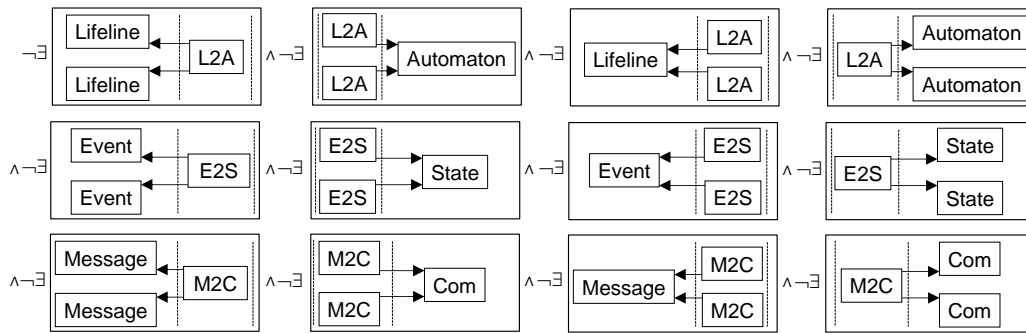 ¬∃ Lifeline Lifeline L2A ∧¬∃ L2A L2A Automaton ∧¬∃ Lifeline L2A L2A ∧¬∃ L2A Automaton Automaton
∧¬∃ Event Event E2S ∧¬∃ E2S E2S State ∧¬∃ Event E2S E2S ∧¬∃ E2S State State
∧¬∃ Message Message M2C ∧¬∃ M2C M2C Com ∧¬∃ Message M2C M2C ∧¬∃ M2C Com Com